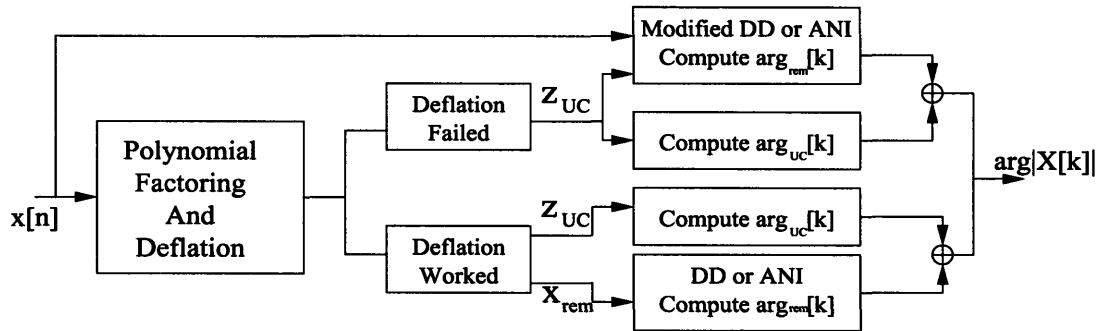 Modified DD or ANI
Compute arg_rem[k]
Deflation
Failed
Z_UC
Compute arg_UC[k]
Polynomial
Factoring
And
Deflation
x[n]
arg|X[k]|
Z_UC
Compute arg_UC[k]
Deflation
Worked
X_rem
DD or ANI
Compute arg_rem[k]